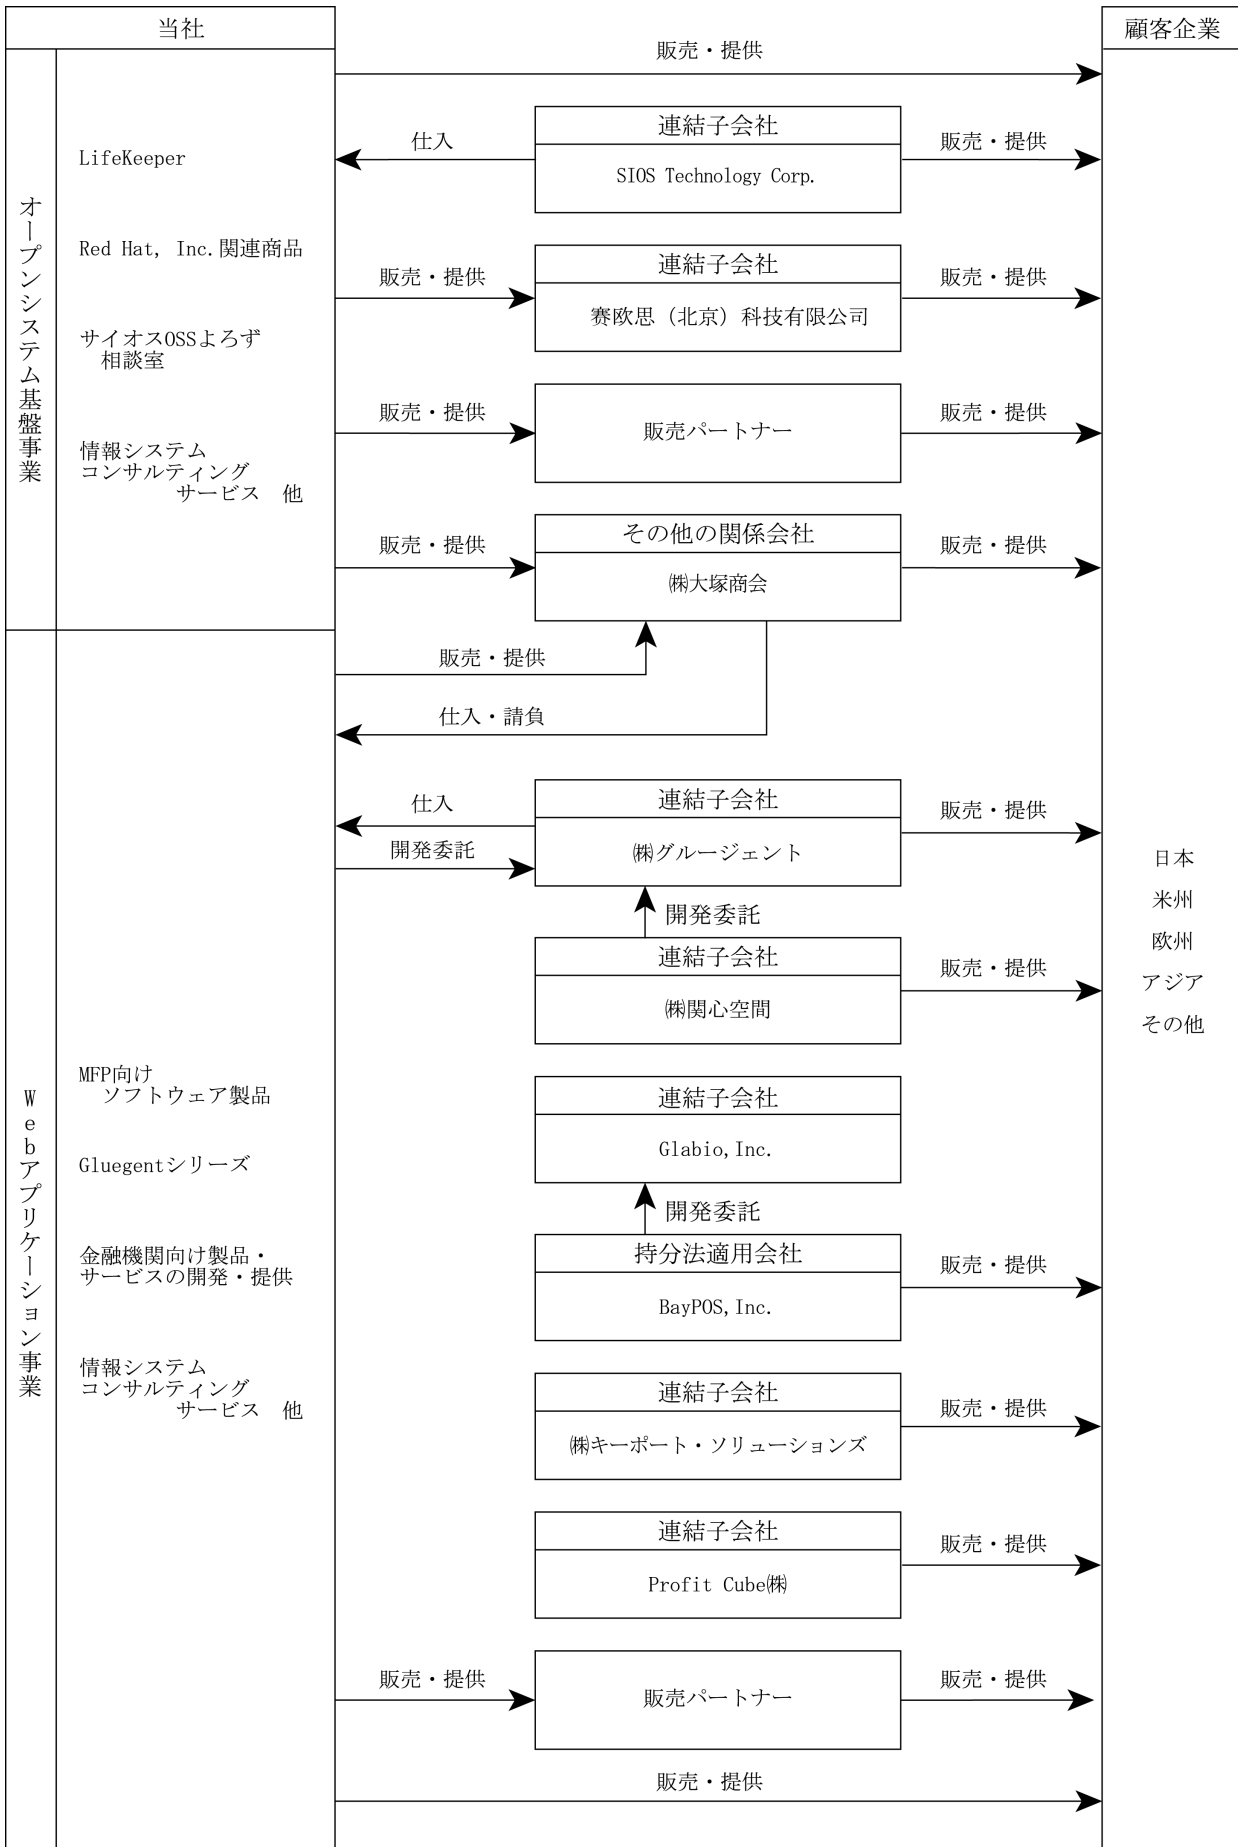 当社
顧客企業
販売・提供
オープンシステム基盤事業
LifeKeeper
Red Hat, Inc.関連商品
サイオスOSSよろず
相談室
情報システム
コンサルティング
サービス　他
仕入
連結子会社
SIOS Technology Corp.
販売・提供
販売・提供
連結子会社
赛欧思（北京）科技有限公司
販売・提供
販売・提供
販売パートナー
販売・提供
販売・提供
その他の関係会社
㈱大塚商会
販売・提供
販売・提供
仕入・請負
Webアプリケーション事業
MFP向け
ソフトウェア製品
Gluegentシリーズ
金融機関向け製品・
サービスの開発・提供
情報システム
コンサルティング
サービス　他
仕入
開発委託
連結子会社
㈱グルージェント
販売・提供
開発委託
連結子会社
㈱関心空間
販売・提供
連結子会社
Glabio,Inc.
開発委託
持分法適用会社
BayPOS,Inc.
販売・提供
連結子会社
㈱キーポート・ソリューションズ
販売・提供
連結子会社
Profit Cube㈱
販売・提供
販売・提供
販売パートナー
販売・提供
販売・提供
日本
米州
欧州
アジア
その他